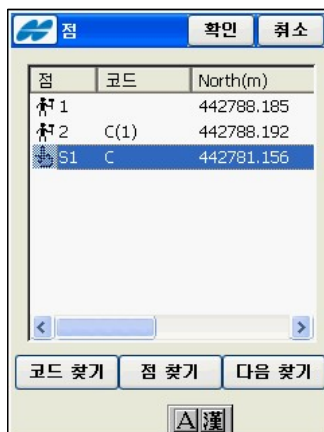 점 확인 취소
점 코드 North(m)
1 442788.185
2 C(1) 442788.192
S1 C 442781.156
코드 찾기 점 찾기 다음 찾기
A 漢